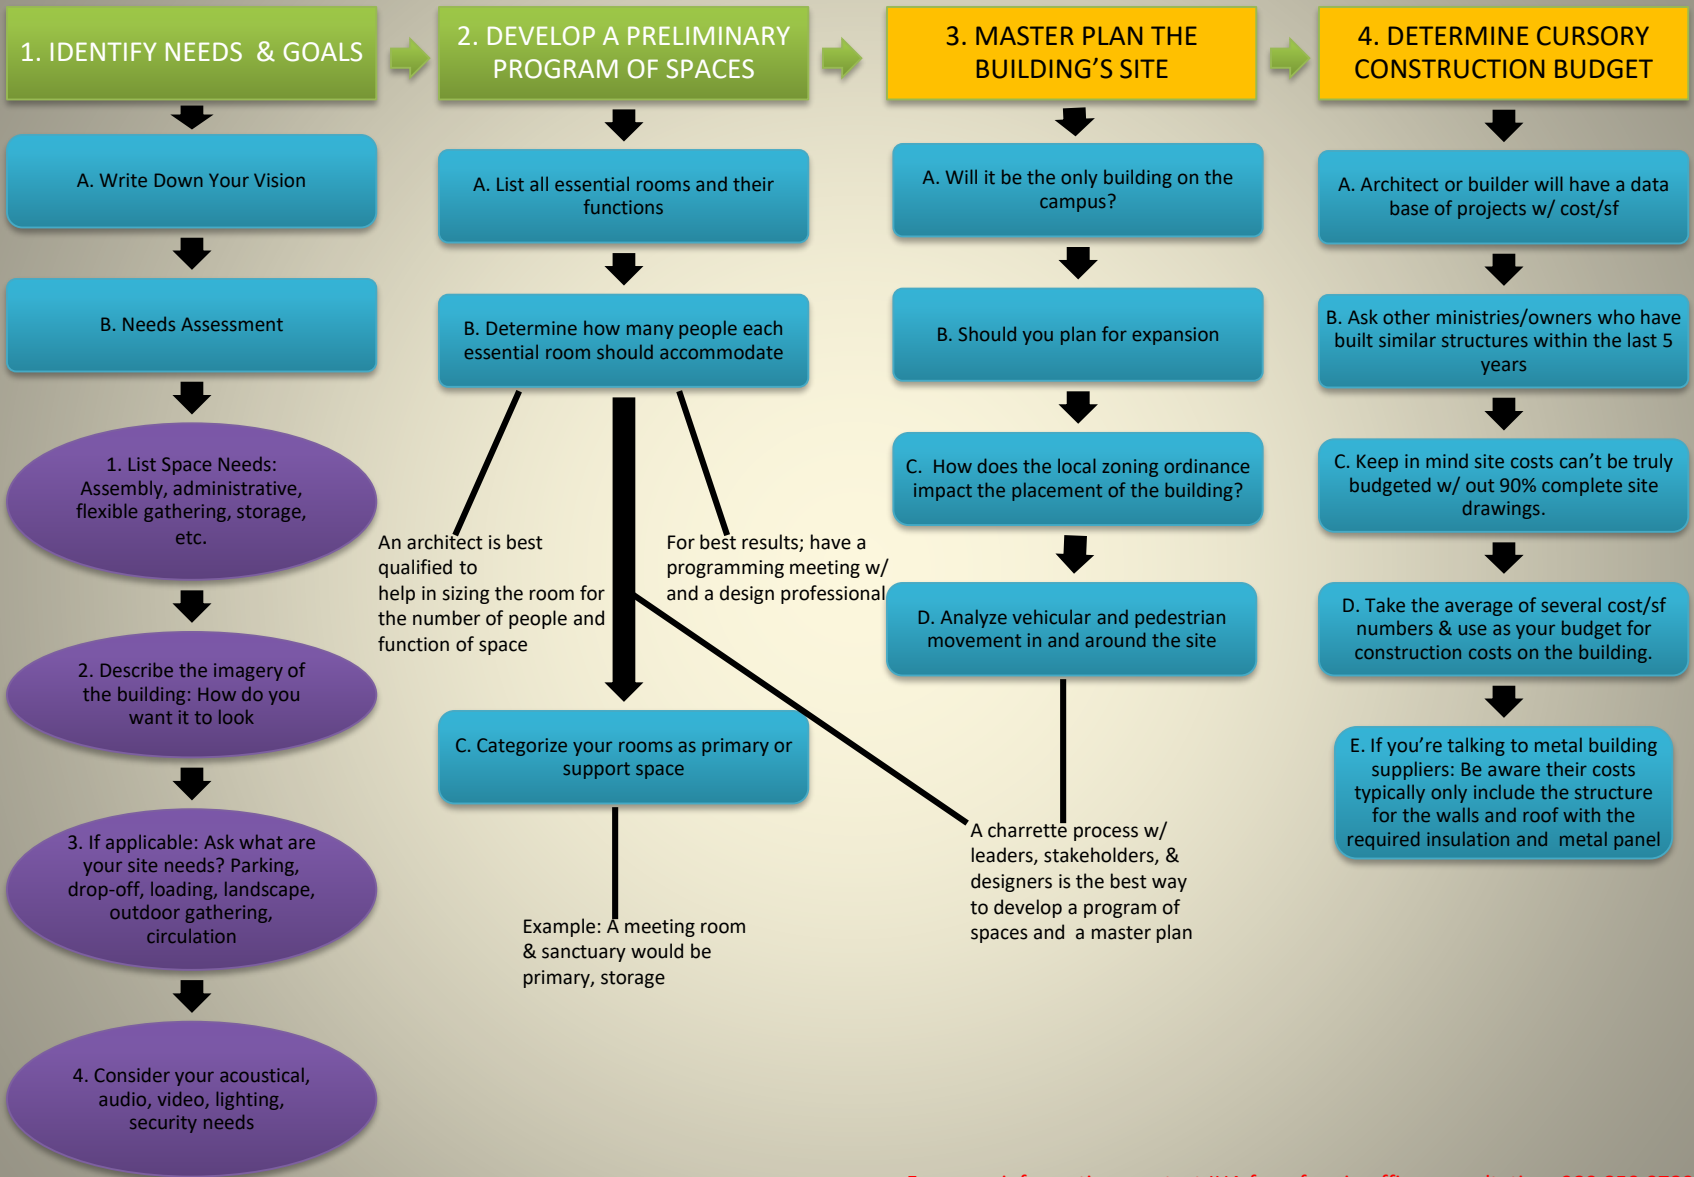 1. IDENTIFY NEEDS & GOALS
A. Write Down Your Vision
B. Needs Assessment
1. List Space Needs:
Assembly, administrative,
flexible gathering, storage,
etc.
2. Describe the imagery of
the building: How do you
want it to look
3. If applicable: Ask what are
your site needs? Parking,
drop-off, loading, landscape,
outdoor gathering,
circulation
4. Consider your acoustical,
audio, video, lighting,
security needs
2. DEVELOP A PRELIMINARY
PROGRAM OF SPACES
A. List all essential rooms and their
functions
B. Determine how many people each
essential room should accommodate
An architect is best
qualified to
help in sizing the room for
the number of people and
function of space
For best results; have a
programming meeting w/
and a design professional
C. Categorize your rooms as primary or
support space
Example: A meeting room
& sanctuary would be
primary, storage
3. MASTER PLAN THE
BUILDING'S SITE
A. Will it be the only building on the
campus?
B. Should you plan for expansion
C. How does the local zoning ordinance
impact the placement of the building?
D. Analyze vehicular and pedestrian
movement in and around the site
A charrette process w/
leaders, stakeholders, &
designers is the best way
to develop a program of
spaces and a master plan
4. DETERMINE CURSORY
CONSTRUCTION BUDGET
A. Architect or builder will have a data
base of projects w/ cost/sf
B. Ask other ministries/owners who have
built similar structures within the last 5
years
C. Keep in mind site costs can't be truly
budgeted w/ out 90% complete site
drawings.
D. Take the average of several cost/sf
numbers & use as your budget for
construction costs on the building.
E. If you're talking to metal building
suppliers: Be aware their costs
typically only include the structure
for the walls and roof with the
required insulation and metal panel